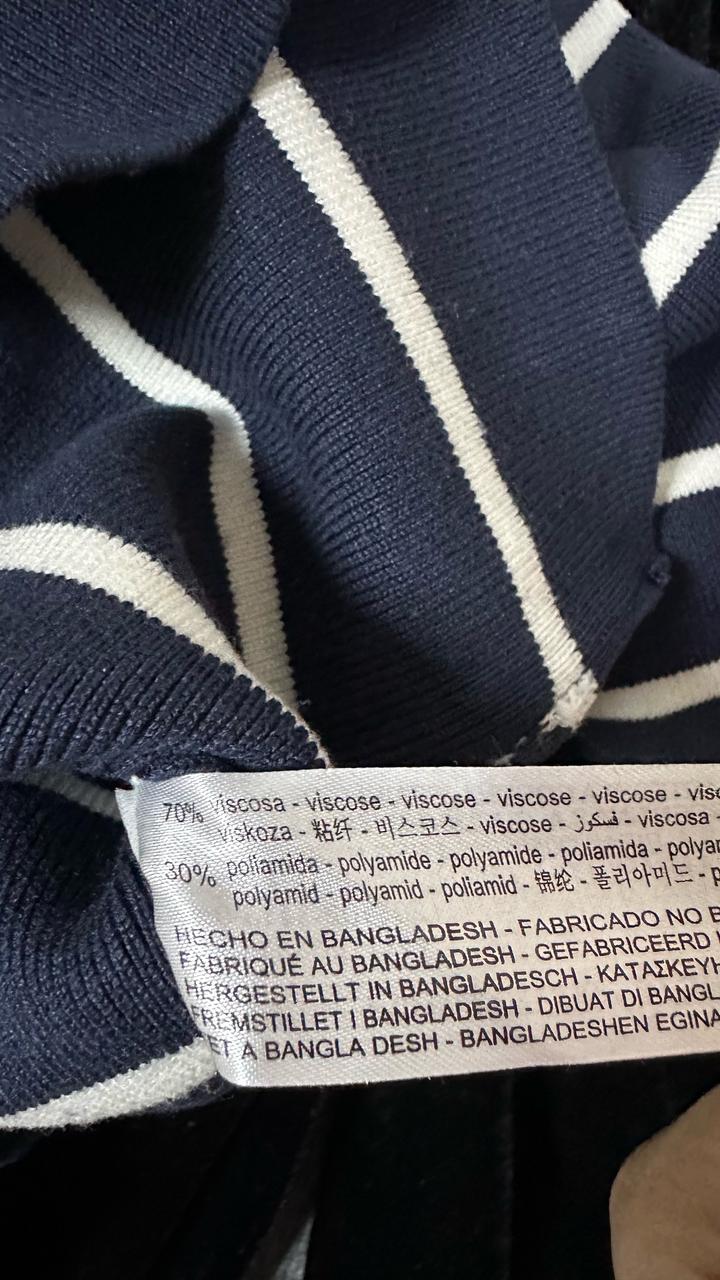 70% viscosa - viscose - viscose - viscose - viscose -
viskoza - 粘纤 - 비스코스 - viscose - فسكوز - viscosa -
30% poliamida - polyamide - polyamide - poliamida -
polyamid - polyamid - poliamid - 锦纶 - 폴리아미드 -
HECHO EN BANGLADESH - FABRICADO NO
FABRIQUÉ AU BANGLADESH - GEFABRICEERD
HERGESTELLT IN BANGLADESCH - ΚΑΤΑΣΚΕΥΗ
FREMSTILLET I BANGLADESH - DIBUAT DI BANGL
ET A BANGLA DESH - BANGLADESHEN EGINA